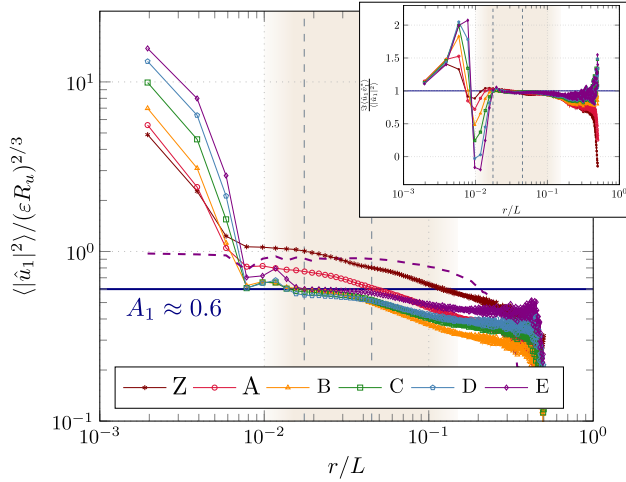 ⟨|û₁|²⟩/(εRᵤ)^{2/3}
10¹
10⁰
10⁻¹
A₁ ≈ 0.6
Z A B C D E
10⁻³ 10⁻² 10⁻¹ 10⁰
r/L
2
1.5
1
0.5
0
10⁻³ 10⁻² 10⁻¹ 10⁰
r/L